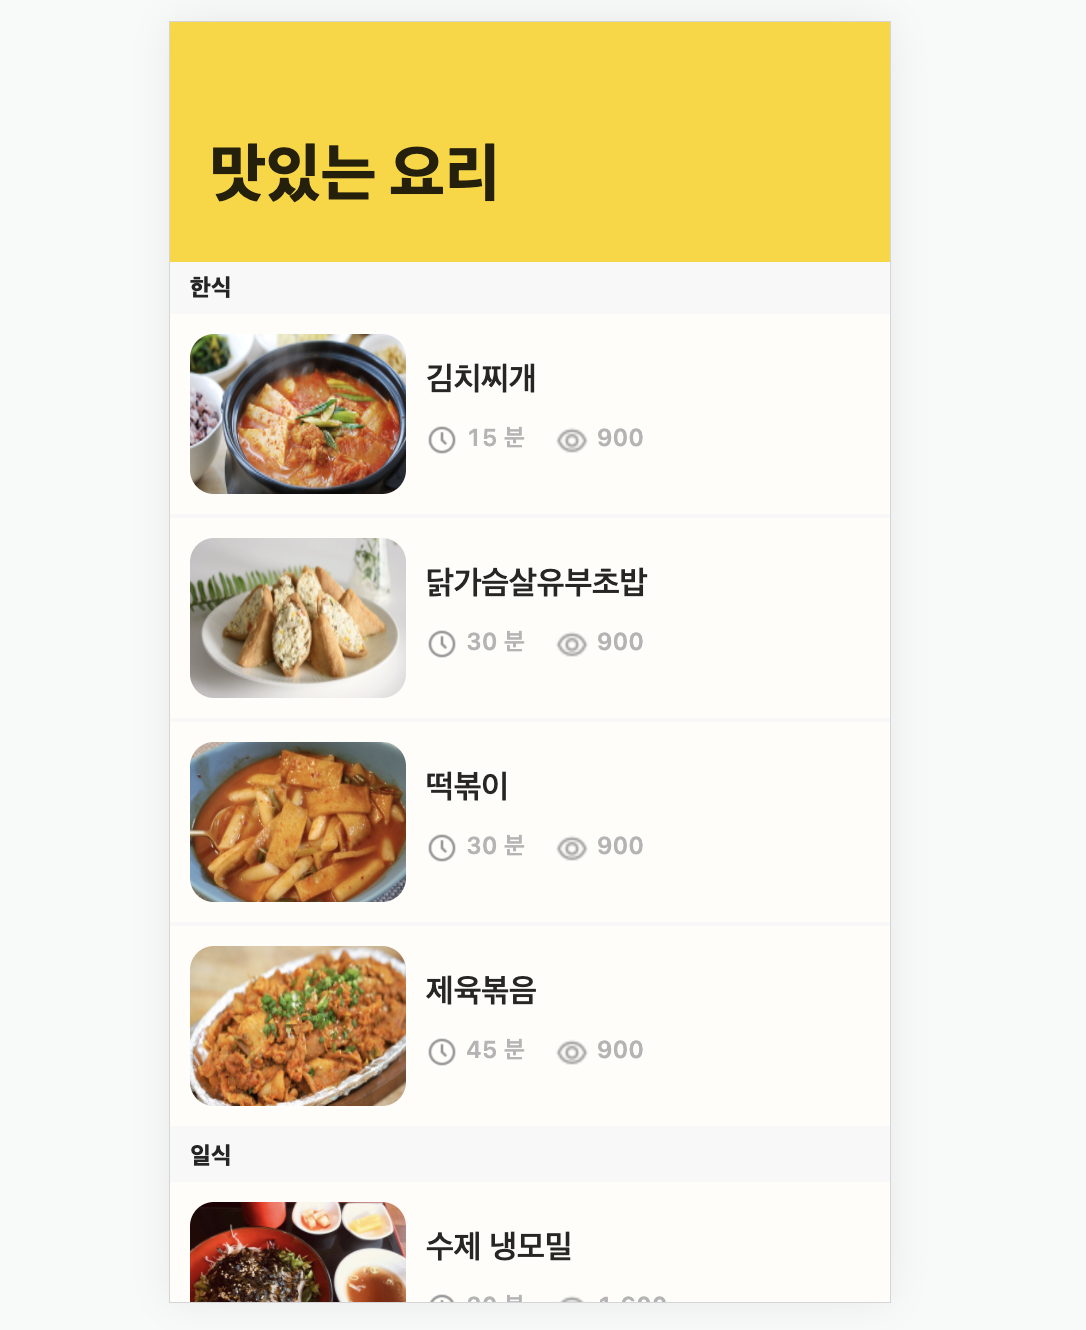 맛있는 요리
한식
김치찌개
15 분 900
닭가슴살유부초밥
30 분 900
떡볶이
30 분 900
제육볶음
45 분 900
일식
수제 냉모밀